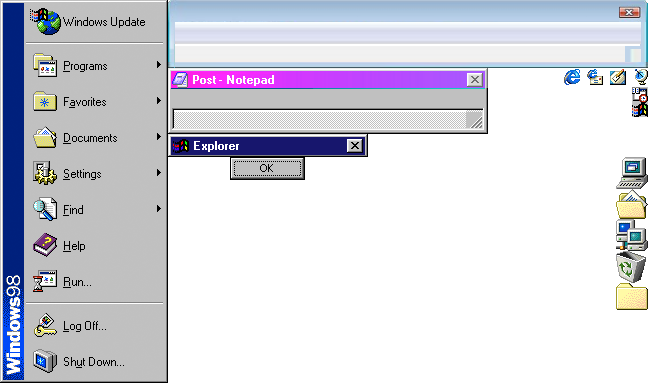 Windows98
Windows Update
Programs
Favorites
Documents
Settings
Find
Help
Run...
Log Off...
Shut Down...
Post - Notepad
Explorer
OK